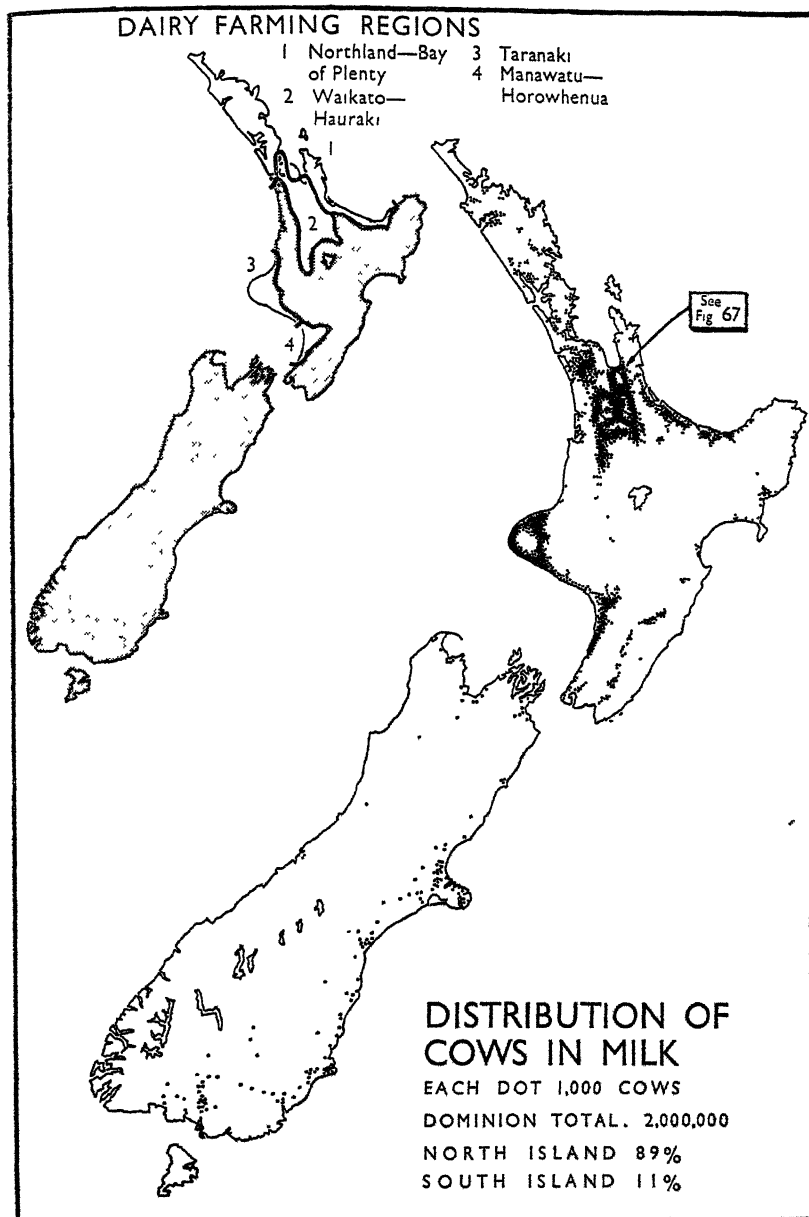 DAIRY FARMING REGIONS
1 Northland—Bay of Plenty
2 Waikato—Hauraki
3 Taranaki
4 Manawatu—Horowhenua
1
2
3
4
See
Fig 67
DISTRIBUTION OF
COWS IN MILK
EACH DOT 1,000 COWS
DOMINION TOTAL. 2,000,000
NORTH ISLAND 89%
SOUTH ISLAND 11%